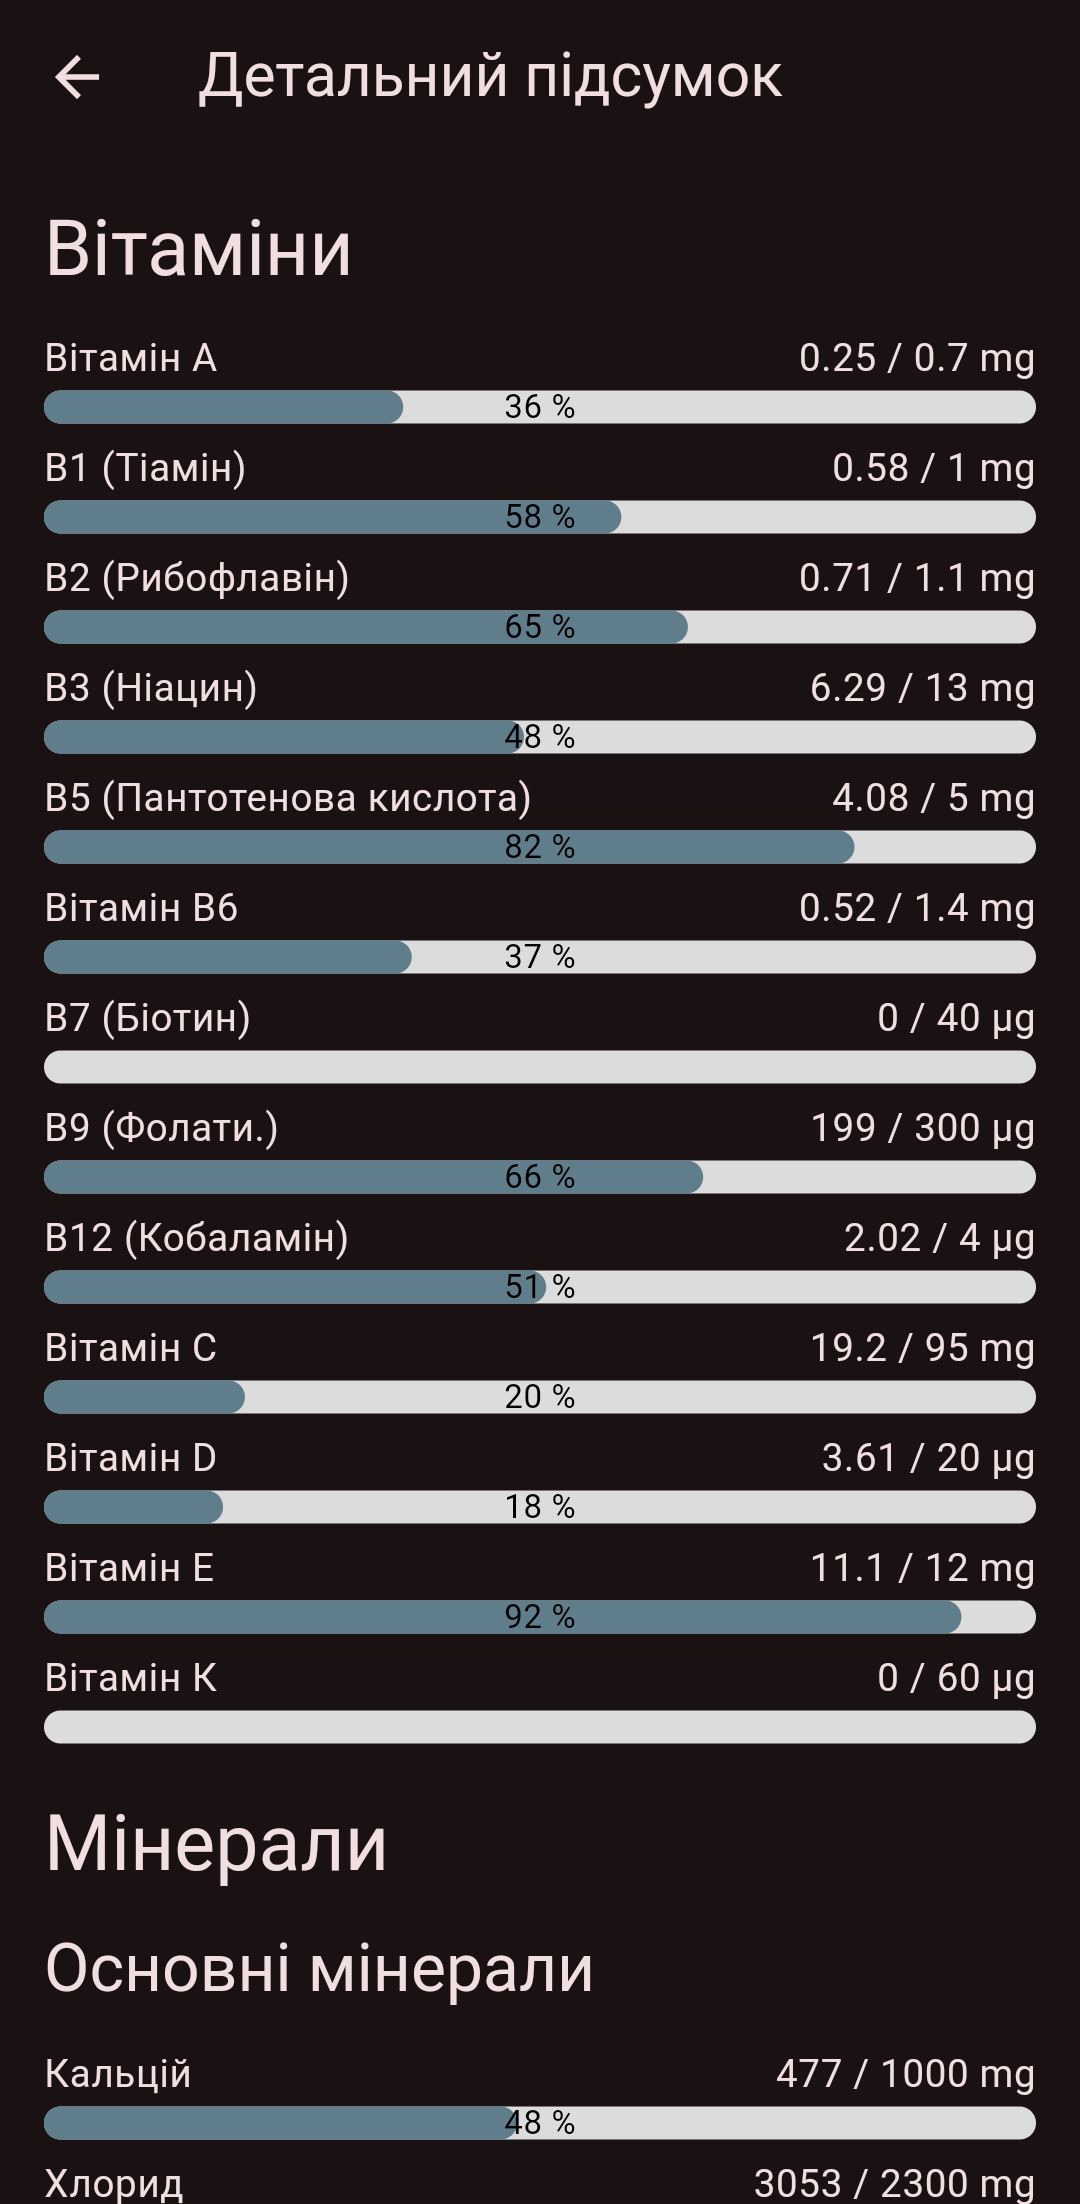 Детальний підсумок
Вітаміни
Вітамін A 0.25 / 0.7 mg
36 %
B1 (Тіамін) 0.58 / 1 mg
58 %
B2 (Рибофлавін) 0.71 / 1.1 mg
65 %
B3 (Ніацин) 6.29 / 13 mg
48 %
B5 (Пантотенова кислота) 4.08 / 5 mg
82 %
Вітамін B6 0.52 / 1.4 mg
37 %
B7 (Біотин) 0 / 40 µg
B9 (Фолати.) 199 / 300 µg
66 %
B12 (Кобаламін) 2.02 / 4 µg
51 %
Вітамін C 19.2 / 95 mg
20 %
Вітамін D 3.61 / 20 µg
18 %
Вітамін E 11.1 / 12 mg
92 %
Вітамін K 0 / 60 µg
Мінерали
Основні мінерали
Кальцій 477 / 1000 mg
48 %
Хлорид 3053 / 2300 mg